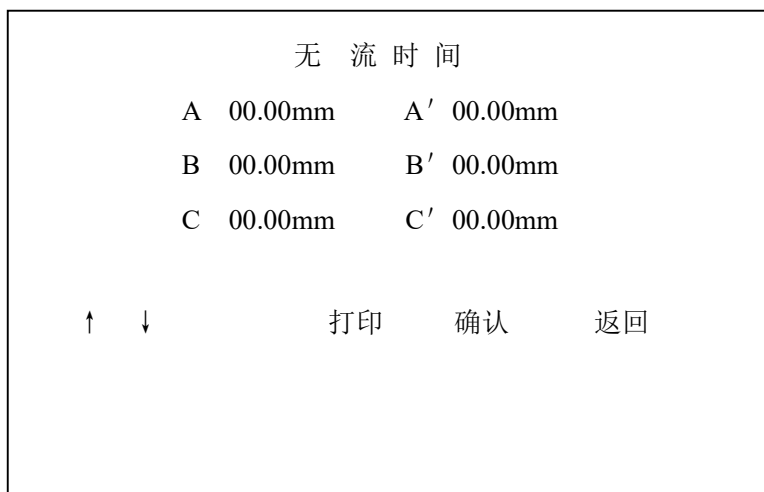 无 流 时 间
A 00.00mm A′ 00.00mm
B 00.00mm B′ 00.00mm
C 00.00mm C′ 00.00mm
↑ ↓ 打印 确认 返回